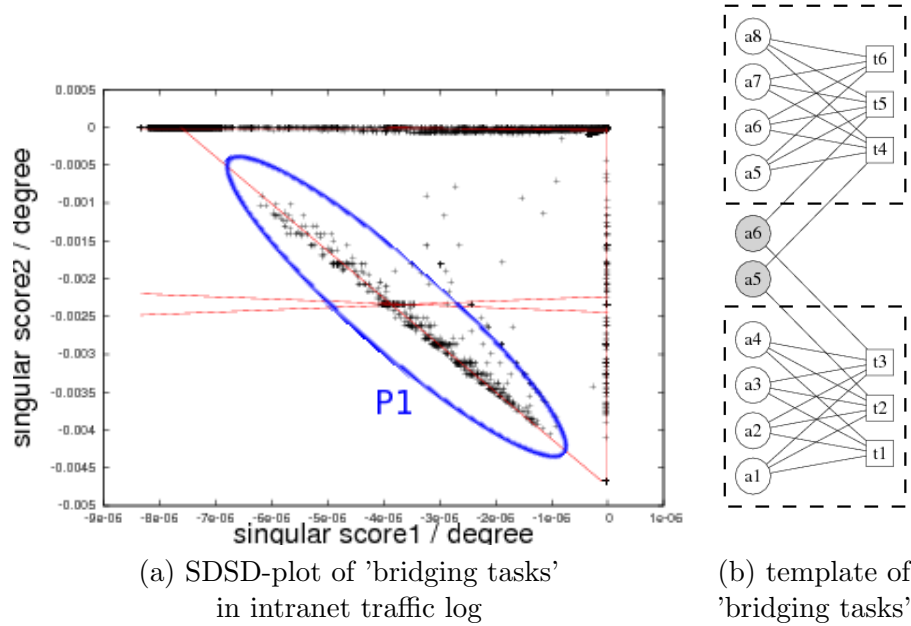 0.0005
0
-0.0005
-0.001
-0.0015
-0.002
-0.0025
-0.003
-0.0035
-0.004
-0.0045
-0.005
singular score2 / degree
P1
-9e-06 -8e-06 -7e-06 -6e-06 -5e-06 -4e-06 -3e-06 -2e-06 -1e-06 0 1e-06
singular score1 / degree
(a) SDSD-plot of 'bridging tasks'
in intranet traffic log
a8
t6
a7
t5
a6
t4
a5
a6
a5
a4
t3
a3
t2
a2
t1
a1
(b) template of
'bridging tasks'